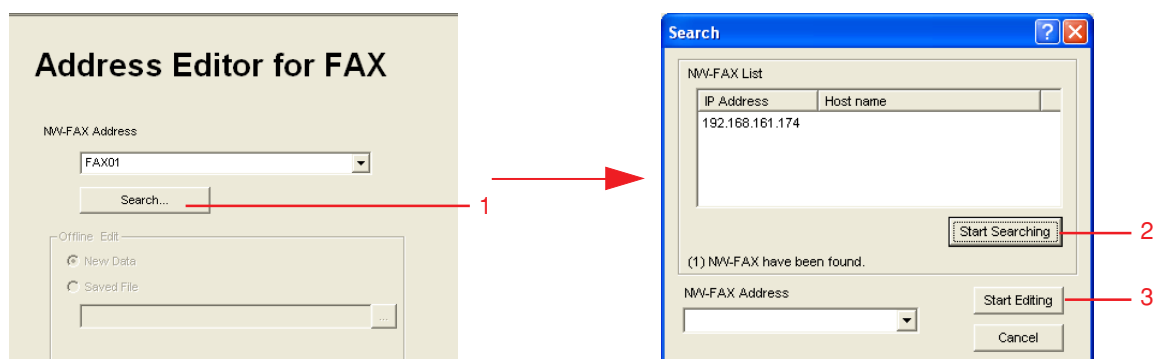 Address Editor for FAX
NW-FAX Address
FAX01
Search...
1
Offline Edit
New Data
Saved File
...
Search
NW-FAX List
IP Address Host name
192.168.161.174
Start Searching
2
(1) NW-FAX have been found.
NW-FAX Address
Start Editing
3
Cancel